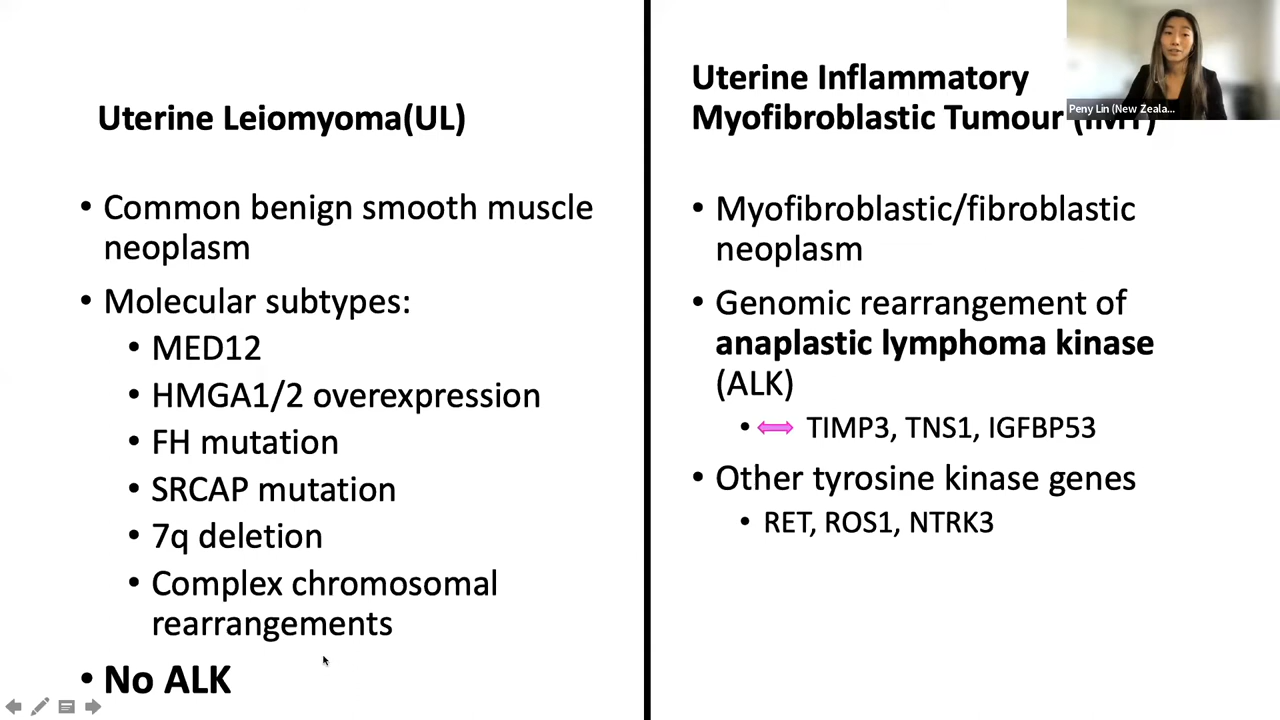 Uterine Leiomyoma(UL)
• Common benign smooth muscle
neoplasm
• Molecular subtypes:
• MED12
• HMGA1/2 overexpression
• FH mutation
• SRCAP mutation
• 7q deletion
• Complex chromosomal
rearrangements
• No ALK
Uterine Inflammatory
Myofibroblastic Tumour (IMT)
• Myofibroblastic/fibroblastic
neoplasm
• Genomic rearrangement of
anaplastic lymphoma kinase
(ALK)
• TIMP3, TNS1, IGFBP53
• Other tyrosine kinase genes
• RET, ROS1, NTRK3
Peny Lin (New Zeala...